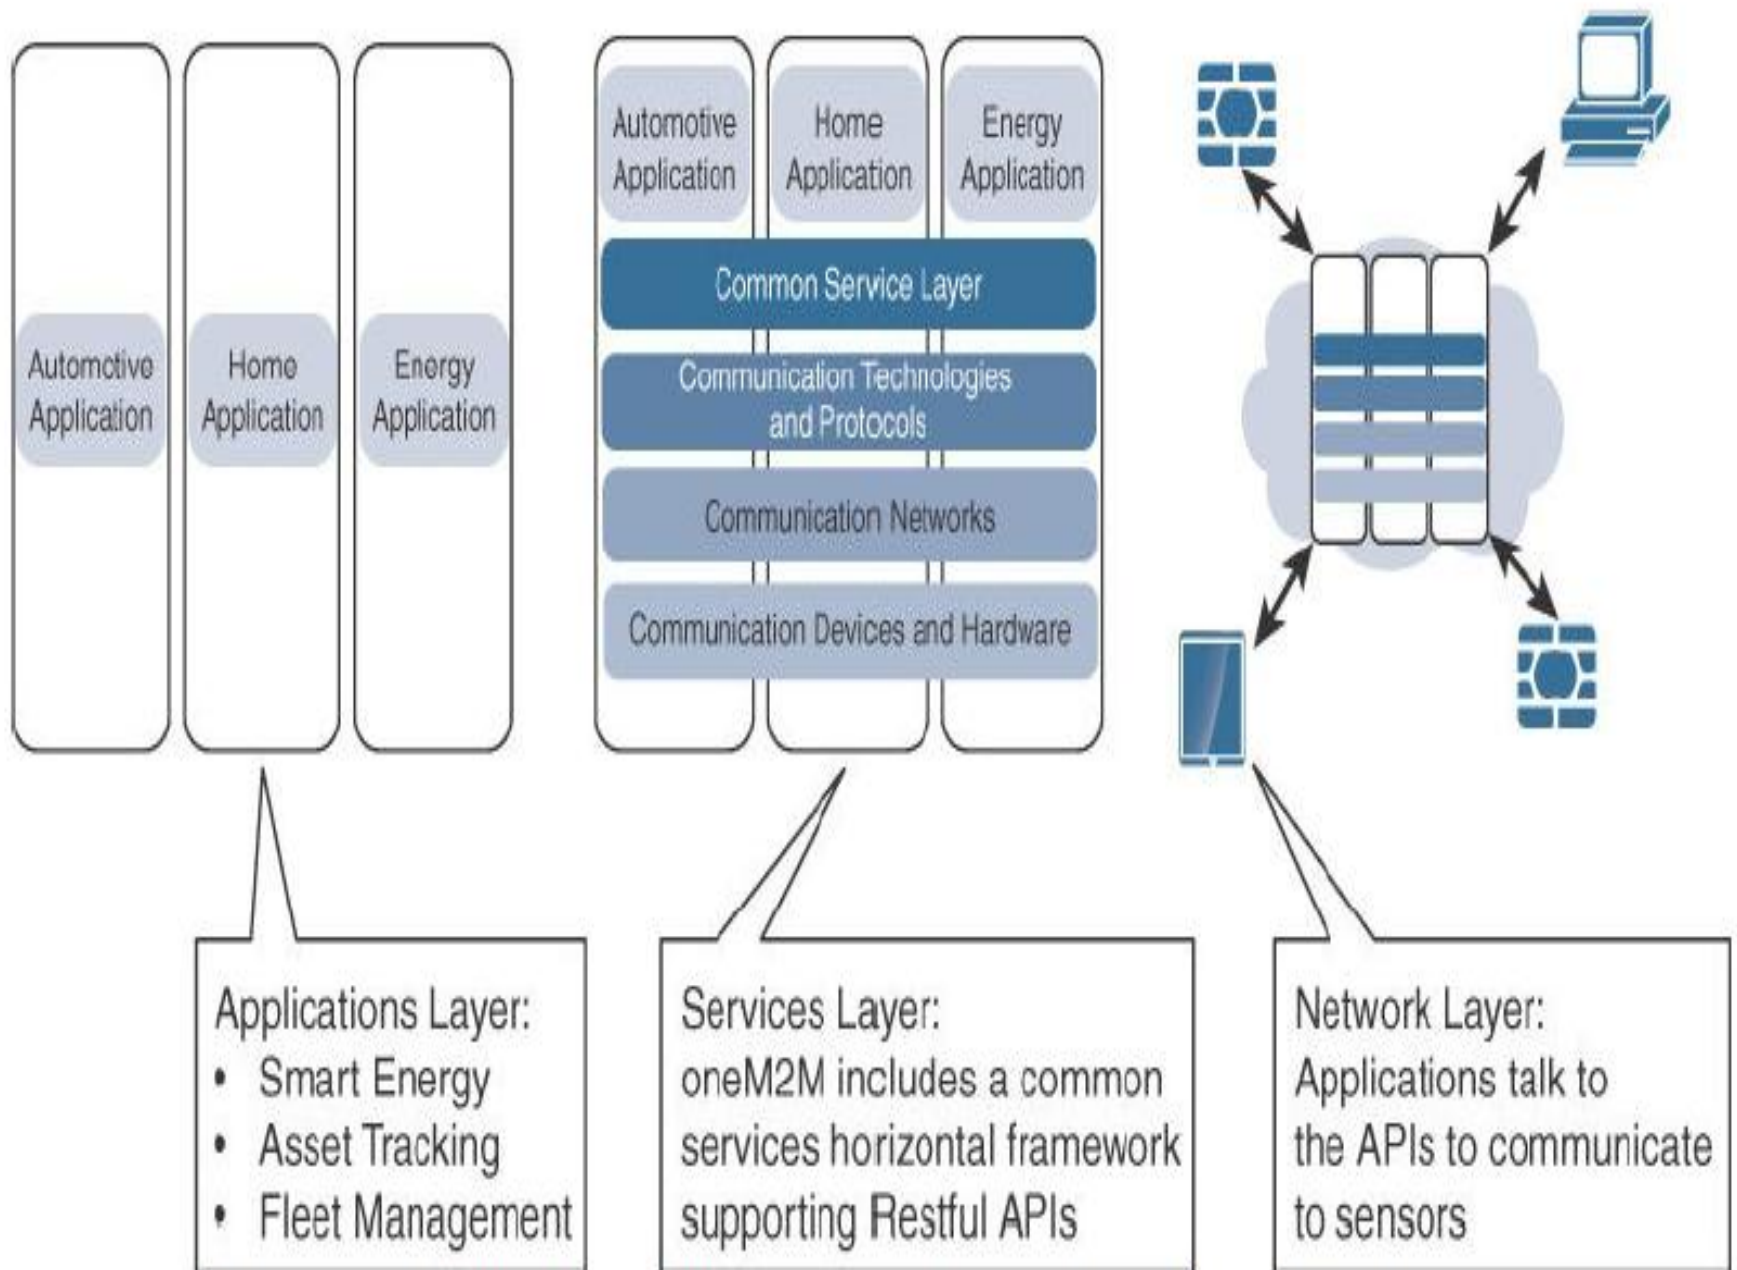 Automotive
Application
Home
Application
Energy
Application
Automotive
Application
Home
Application
Energy
Application
Common Service Layer
Communication Technologies
and Protocols
Communication Networks
Communication Devices and Hardware
Applications Layer:
• Smart Energy
• Asset Tracking
• Fleet Management
Services Layer:
oneM2M includes a common
services horizontal framework
supporting Restful APIs
Network Layer:
Applications talk to
the APIs to communicate
to sensors